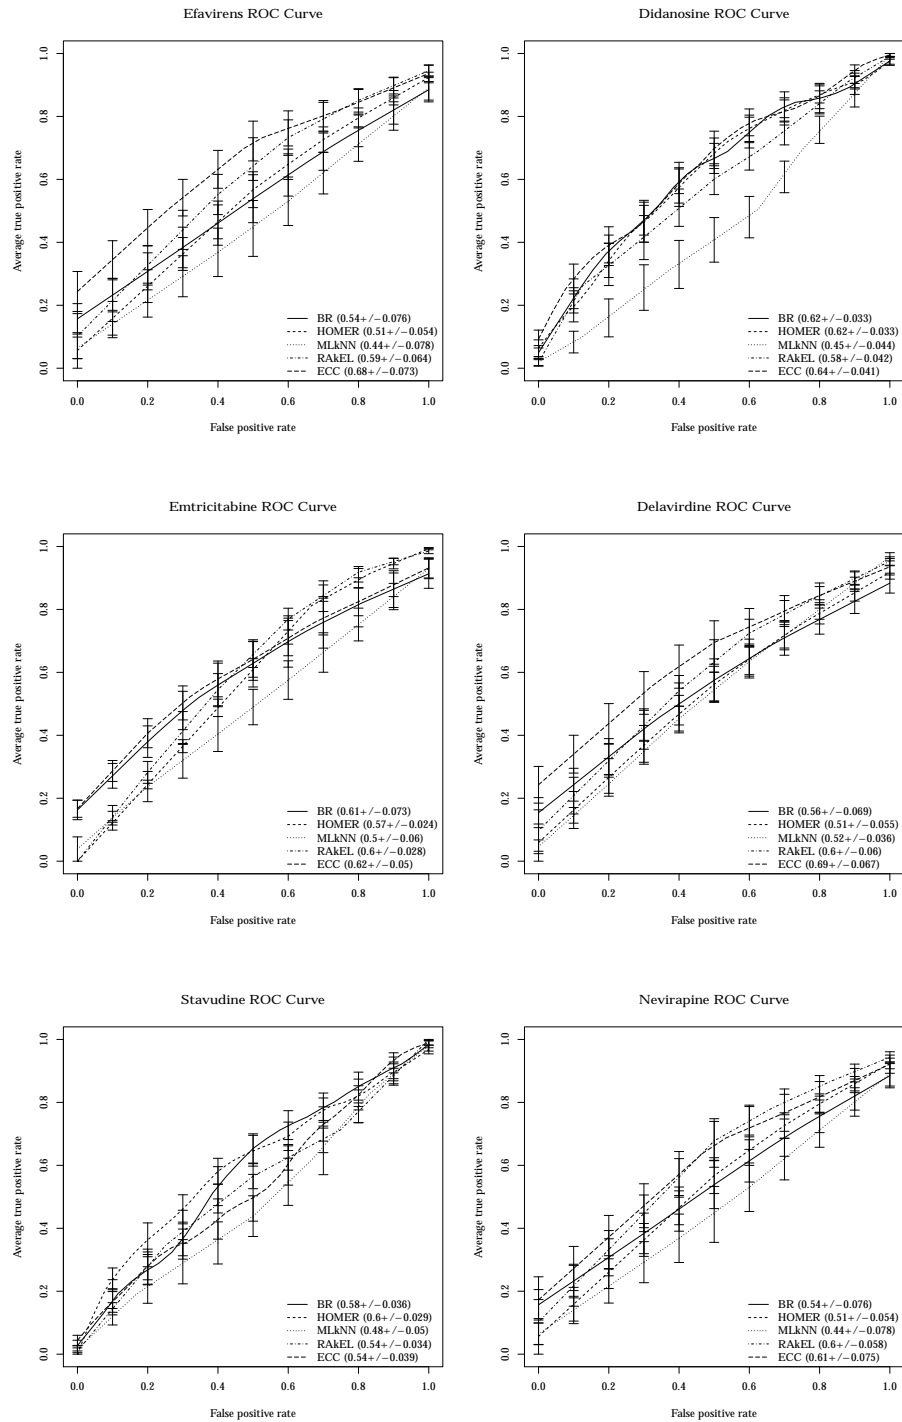 Efavirens ROC Curve
Average true positive rate
1.0
0.8
0.6
0.4
0.2
0.0
BR (0.54+/−0.076)
HOMER (0.51+/−0.054)
MLkNN (0.44+/−0.078)
RAkEL (0.59+/−0.064)
ECC (0.68+/−0.073)
0.0 0.2 0.4 0.6 0.8 1.0
False positive rate
Didanosine ROC Curve
Average true positive rate
1.0
0.8
0.6
0.4
0.2
0.0
BR (0.62+/−0.033)
HOMER (0.62+/−0.033)
MLkNN (0.45+/−0.044)
RAkEL (0.58+/−0.042)
ECC (0.64+/−0.041)
0.0 0.2 0.4 0.6 0.8 1.0
False positive rate
Emtricitabine ROC Curve
Average true positive rate
1.0
0.8
0.6
0.4
0.2
0.0
BR (0.61+/−0.073)
HOMER (0.57+/−0.024)
MLkNN (0.5+/−0.06)
RAkEL (0.6+/−0.028)
ECC (0.62+/−0.05)
0.0 0.2 0.4 0.6 0.8 1.0
False positive rate
Delavirdine ROC Curve
Average true positive rate
1.0
0.8
0.6
0.4
0.2
0.0
BR (0.56+/−0.069)
HOMER (0.51+/−0.055)
MLkNN (0.52+/−0.036)
RAkEL (0.6+/−0.06)
ECC (0.69+/−0.067)
0.0 0.2 0.4 0.6 0.8 1.0
False positive rate
Stavudine ROC Curve
Average true positive rate
1.0
0.8
0.6
0.4
0.2
0.0
BR (0.58+/−0.036)
HOMER (0.6+/−0.029)
MLkNN (0.48+/−0.05)
RAkEL (0.54+/−0.034)
ECC (0.54+/−0.039)
0.0 0.2 0.4 0.6 0.8 1.0
False positive rate
Nevirapine ROC Curve
Average true positive rate
1.0
0.8
0.6
0.4
0.2
0.0
BR (0.54+/−0.076)
HOMER (0.51+/−0.054)
MLkNN (0.44+/−0.078)
RAkEL (0.6+/−0.058)
ECC (0.61+/−0.075)
0.0 0.2 0.4 0.6 0.8 1.0
False positive rate